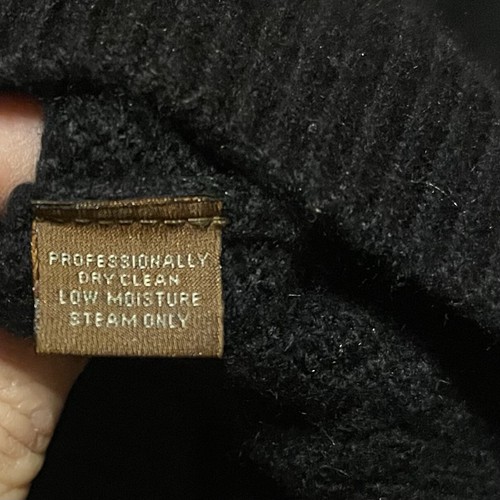 PROFESSIONALLY
DRY CLEAN
LOW MOISTURE
STEAM ONLY